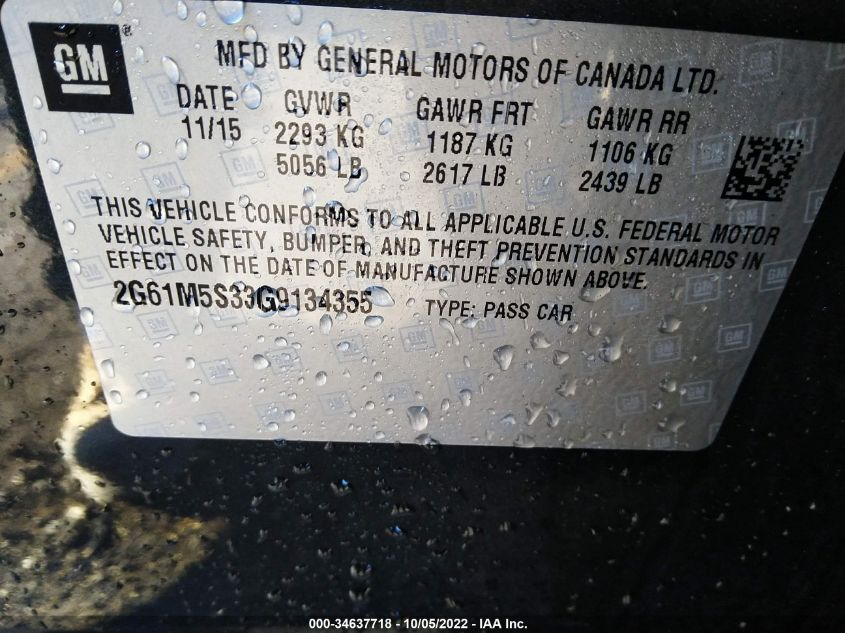 GM
MFD BY GENERAL MOTORS OF CANADA LTD.
DATE GVWR GAWR FRT GAWR RR
11/15 2293 KG 1187 KG 1106 KG
5056 LB 2617 LB 2439 LB
THIS VEHICLE CONFORMS TO ALL APPLICABLE U.S. FEDERAL MOTOR
VEHICLE SAFETY, BUMPER, AND THEFT PREVENTION STANDARDS IN
EFFECT ON THE DATE OF MANUFACTURE SHOWN ABOVE.
2G61M5S33G9134355 TYPE: PASS CAR
000-34637718 - 10/05/2022 - IAA Inc.